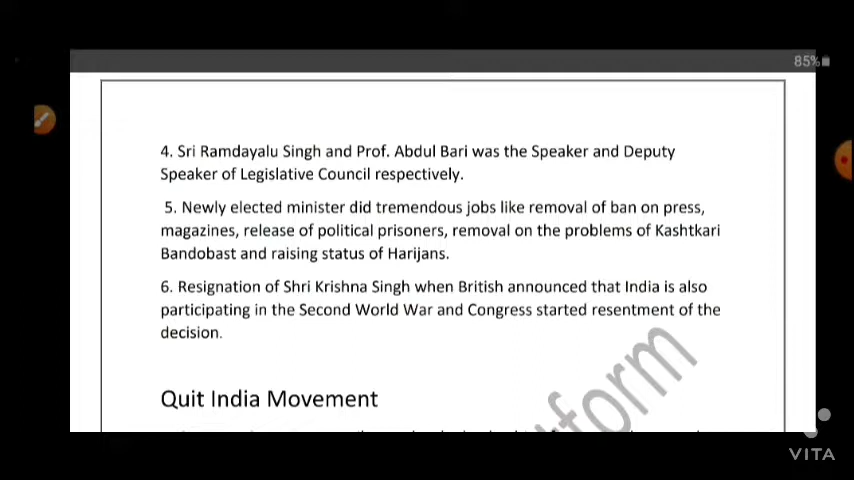 85%
4. Sri Ramdayalu Singh and Prof. Abdul Bari was the Speaker and Deputy
Speaker of Legislative Council respectively.
5. Newly elected minister did tremendous jobs like removal of ban on press,
magazines, release of political prisoners, removal on the problems of Kashtkari
Bandobast and raising status of Harijans.
6. Resignation of Shri Krishna Singh when British announced that India is also
participating in the Second World War and Congress started resentment of the
decision.
Quit India Movement
VITA